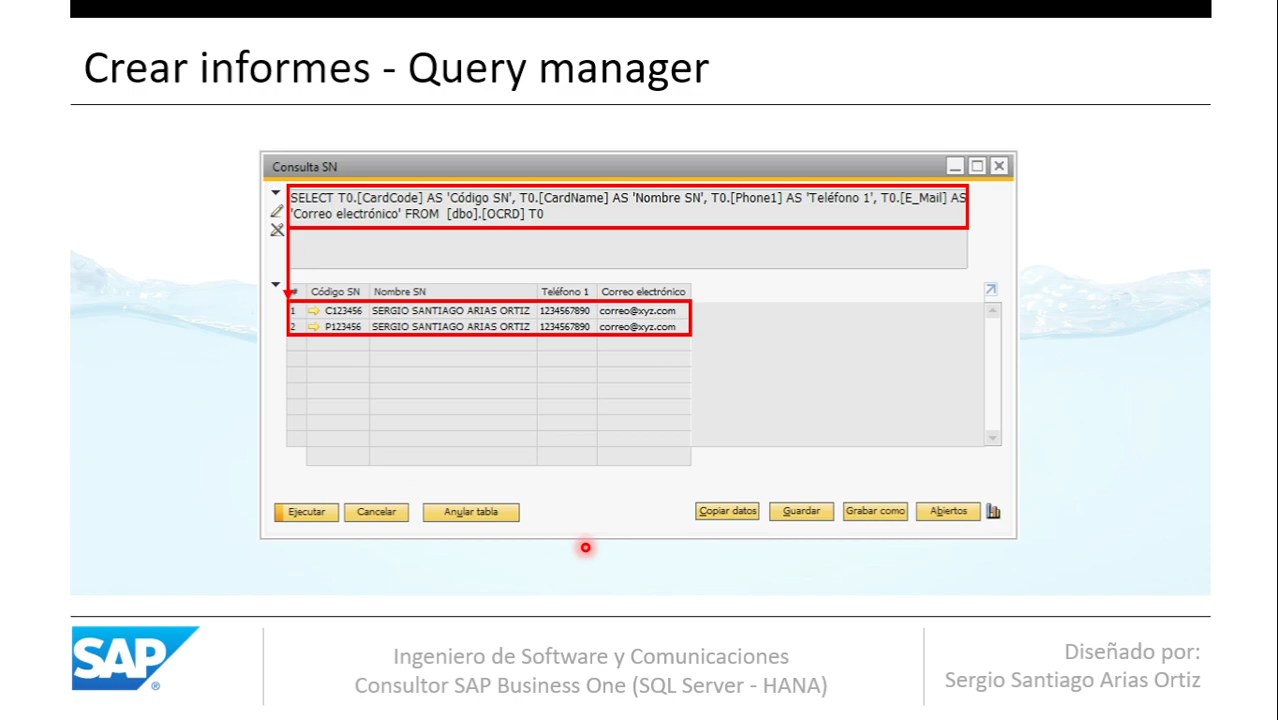 Crear informes - Query manager
Consulta SN
SELECT T0.[CardCode] AS 'Código SN', T0.[CardName] AS 'Nombre SN', T0.[Phone1] AS 'Teléfono 1', T0.[E_Mail] AS
'Correo electrónico' FROM [dbo].[OCRD] T0
# Código SN Nombre SN Teléfono 1 Correo electrónico
1 C123456 SERGIO SANTIAGO ARIAS ORTIZ 1234567890 correo@xyz.com
2 P123456 SERGIO SANTIAGO ARIAS ORTIZ 1234567890 correo@xyz.com
Ejecutar Cancelar Anular tabla Copiar datos Guardar Grabar como Abiertos
SAP®
Ingeniero de Software y Comunicaciones
Consultor SAP Business One (SQL Server - HANA)
Diseñado por:
Sergio Santiago Arias Ortiz